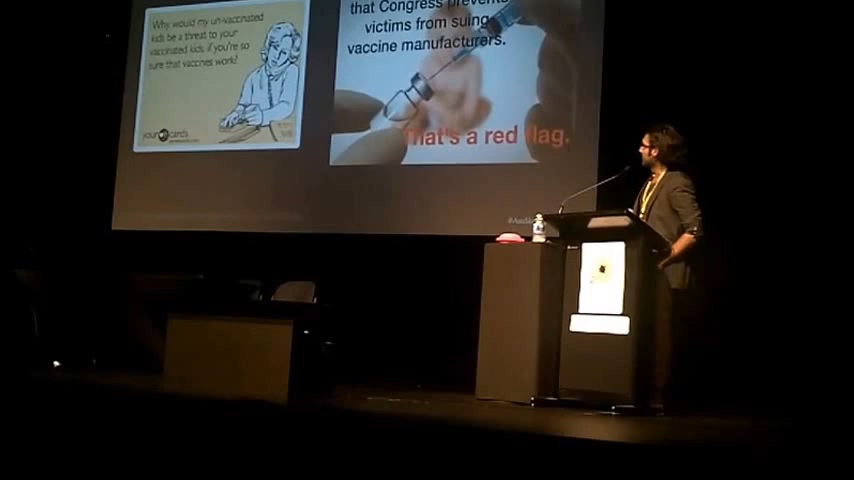 Why would my un-vaccinated
kids be a threat to your
vaccinated kids, if you're so
sure that vaccines work?
your cards
that Congress prevents
victims from suing
vaccine manufacturers.
That's a red flag.